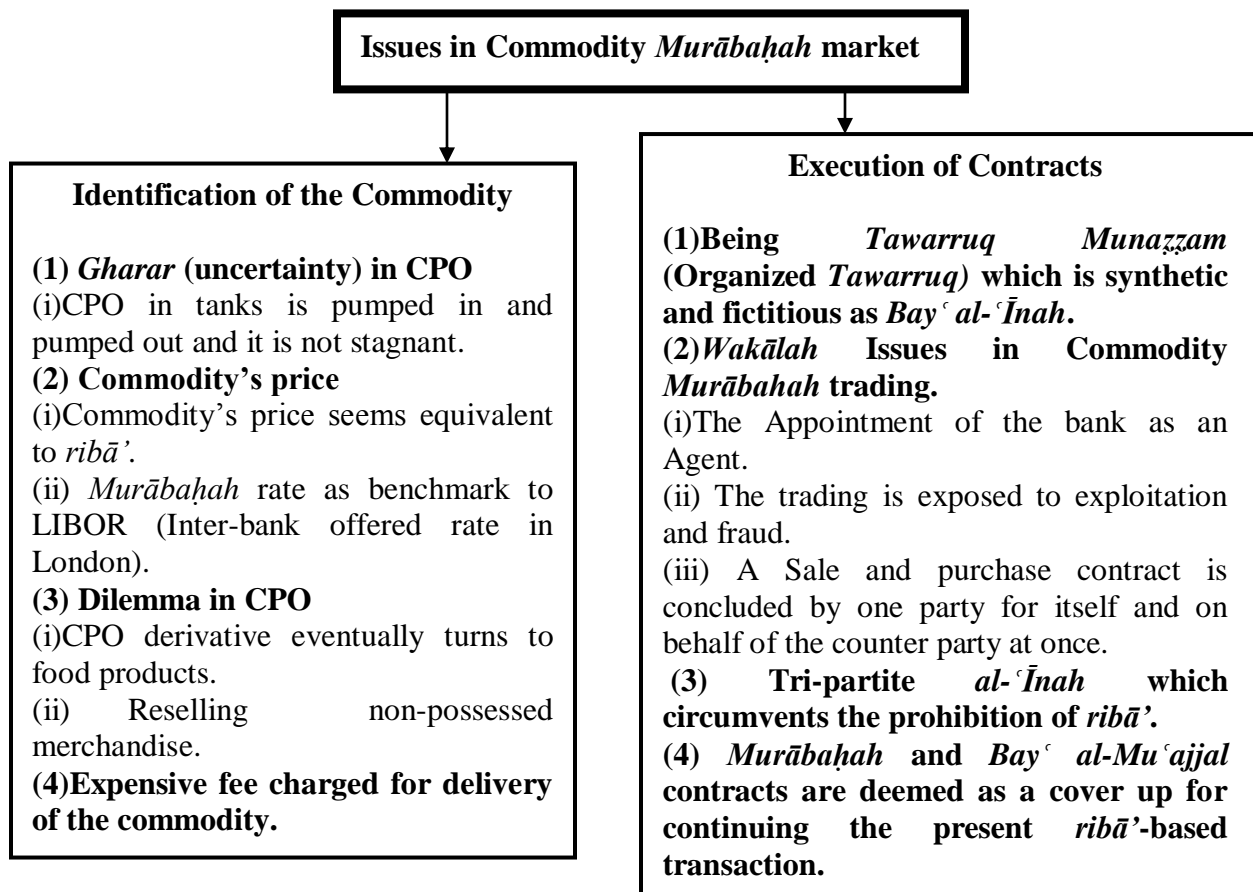 Issues in Commodity Murābaḥah market
Identification of the Commodity
(1) Gharar (uncertainty) in CPO
(i)CPO in tanks is pumped in and
pumped out and it is not stagnant.
(2) Commodity’s price
(i)Commodity’s price seems equivalent
to ribā’.
(ii) Murābaḥah rate as benchmark to
LIBOR (Inter-bank offered rate in
London).
(3) Dilemma in CPO
(i)CPO derivative eventually turns to
food products.
(ii) Reselling non-possessed
merchandise.
(4)Expensive fee charged for delivery
of the commodity.
Execution of Contracts
(1)Being Tawarruq Munaẓẓam
(Organized Tawarruq) which is synthetic
and fictitious as Bayʿ al-ʿĪnah.
(2)Wakālah Issues in Commodity
Murābahah trading.
(i)The Appointment of the bank as an
Agent.
(ii) The trading is exposed to exploitation
and fraud.
(iii) A Sale and purchase contract is
concluded by one party for itself and on
behalf of the counter party at once.
(3) Tri-partite al-ʿĪnah which
circumvents the prohibition of ribā’.
(4) Murābaḥah and Bayʿ al-Muʿajjal
contracts are deemed as a cover up for
continuing the present ribā’-based
transaction.